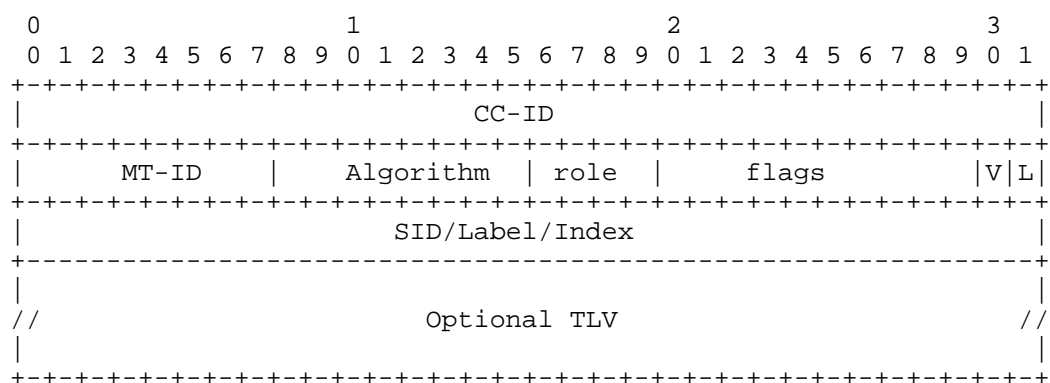 0                   1                   2                   3
 0 1 2 3 4 5 6 7 8 9 0 1 2 3 4 5 6 7 8 9 0 1 2 3 4 5 6 7 8 9 0 1
+-+-+-+-+-+-+-+-+-+-+-+-+-+-+-+-+-+-+-+-+-+-+-+-+-+-+-+-+-+-+-+-+
|                            CC-ID                              |
+-+-+-+-+-+-+-+-+-+-+-+-+-+-+-+-+-+-+-+-+-+-+-+-+-+-+-+-+-+-+-+-+
|      MT-ID    |    Algorithm  | role  |     flags         |V|L|
+-+-+-+-+-+-+-+-+-+-+-+-+-+-+-+-+-+-+-+-+-+-+-+-+-+-+-+-+-+-+-+-+
|                       SID/Label/Index                         |
+---------------------------------------------------------------+
|                                                               |
//                        Optional TLV                         //
|                                                               |
+-+-+-+-+-+-+-+-+-+-+-+-+-+-+-+-+-+-+-+-+-+-+-+-+-+-+-+-+-+-+-+-+